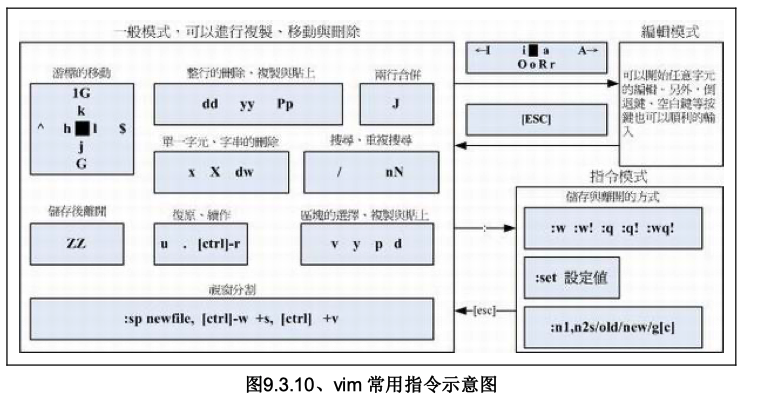 一般模式，可以進行複製、移動與刪除
編輯模式
游標的移動
1G
k
^ h l $
j
G
整行的刪除、複製與貼上
dd yy Pp
兩行合併
J
單一字元、字串的刪除
x X dw
搜尋、重複搜尋
/ nN
儲存後離開
ZZ
復原、續作
u . [ctrl]-r
區塊的選擇、複製與貼上
v y p d
視窗分割
:sp newfile, [ctrl]-w +s, [ctrl] +v
←I i a A→
O o R r
[ESC]
可以開始任意字元
的編輯。另外，倒
退鍵、空白鍵等按
鍵也可以順利的輸
入
指令模式
儲存與離開的方式
:w :w! :q :q! :wq!
:
:set 設定值
[esc]
:n1,n2s/old/new/g[c]
圖9.3.10、vim 常用指令示意圖